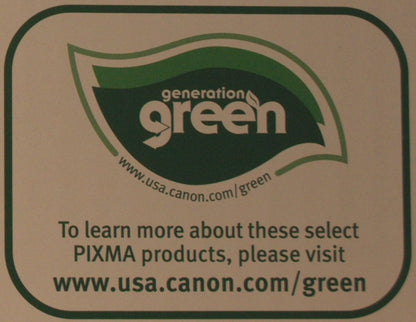 generation
green
www.usa.canon.com/green
To learn more about these select
PIXMA products, please visit
www.usa.canon.com/green